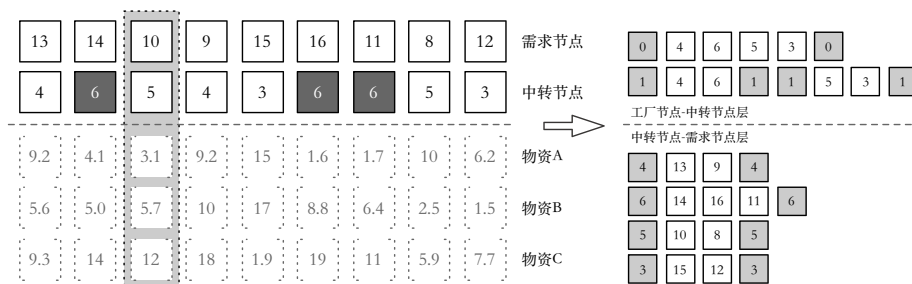 13 14 10 9 15 16 11 8 12 需求节点
4 6 5 4 3 6 6 5 3 中转节点
9.2 4.1 3.1 9.2 15 1.6 1.7 10 6.2 物资A
5.6 5.0 5.7 10 17 8.8 6.4 2.5 1.5 物资B
9.3 14 12 18 1.9 19 11 5.9 7.7 物资C
0 4 6 5 3 0
1 4 6 1 1 5 3 1
工厂节点-中转节点层
中转节点-需求节点层
4 13 9 4
6 14 16 11 6
5 10 8 5
3 15 12 3